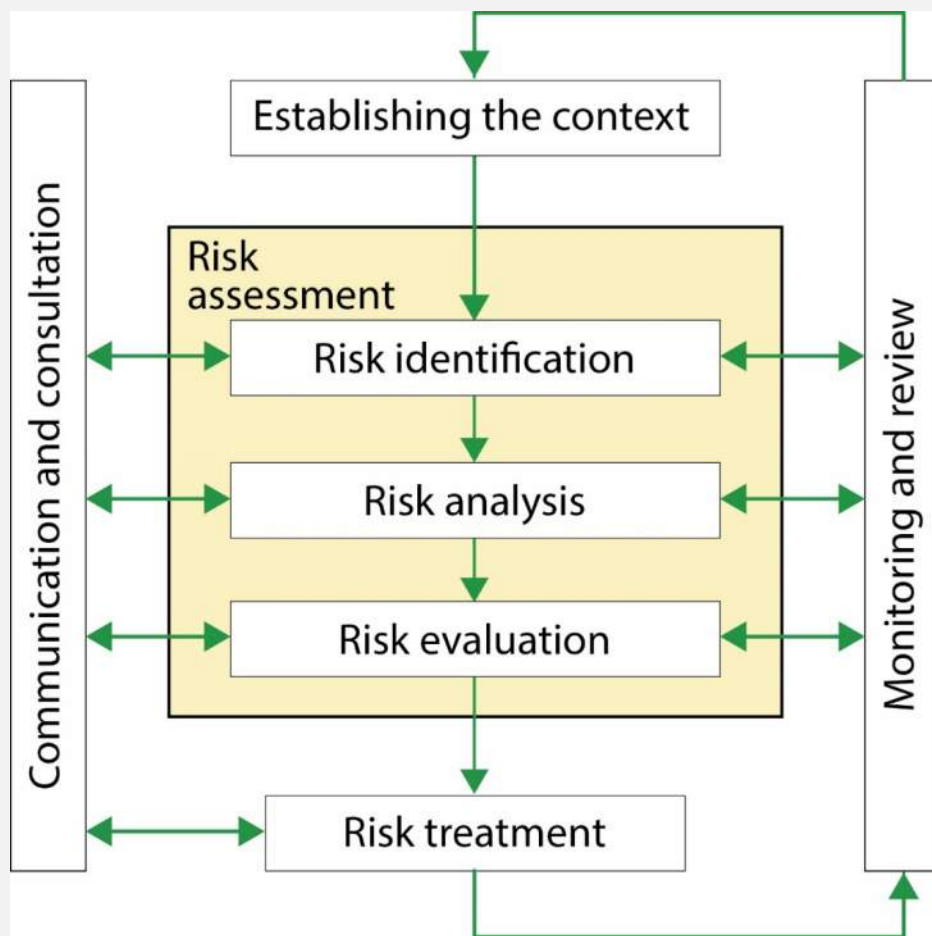 Establishing the context
Communication and consultation
Risk
assessment
Risk identification
Risk analysis
Risk evaluation
Risk treatment
Monitoring and review